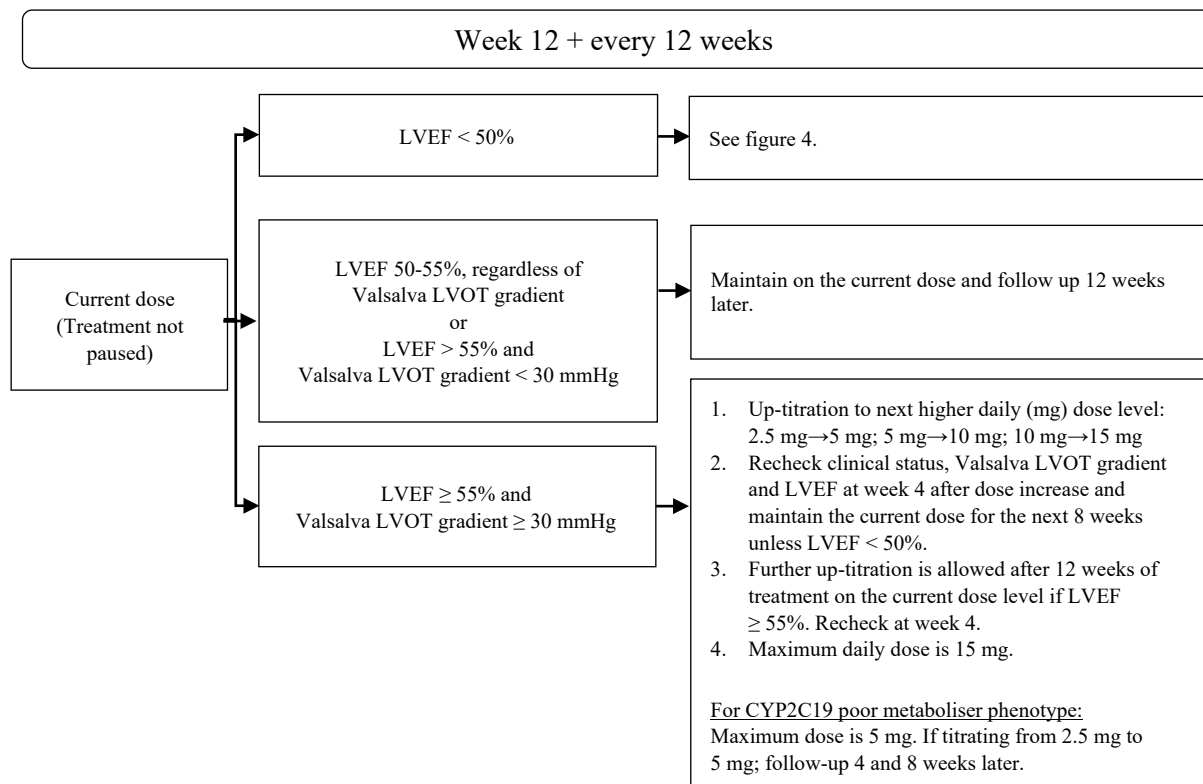 Week 12 + every 12 weeks
LVEF < 50%
See figure 4.
Current dose
(Treatment not
paused)
LVEF 50-55%, regardless of
Valsalva LVOT gradient
or
LVEF > 55% and
Valsalva LVOT gradient < 30 mmHg
Maintain on the current dose and follow up 12 weeks
later.
LVEF ≥ 55% and
Valsalva LVOT gradient ≥ 30 mmHg
1. Up-titration to next higher daily (mg) dose level:
2.5 mg→5 mg; 5 mg→10 mg; 10 mg→15 mg
2. Recheck clinical status, Valsalva LVOT gradient
and LVEF at week 4 after dose increase and
maintain the current dose for the next 8 weeks
unless LVEF < 50%.
3. Further up-titration is allowed after 12 weeks of
treatment on the current dose level if LVEF
≥ 55%. Recheck at week 4.
4. Maximum daily dose is 15 mg.
For CYP2C19 poor metaboliser phenotype:
Maximum dose is 5 mg. If titrating from 2.5 mg to
5 mg; follow-up 4 and 8 weeks later.